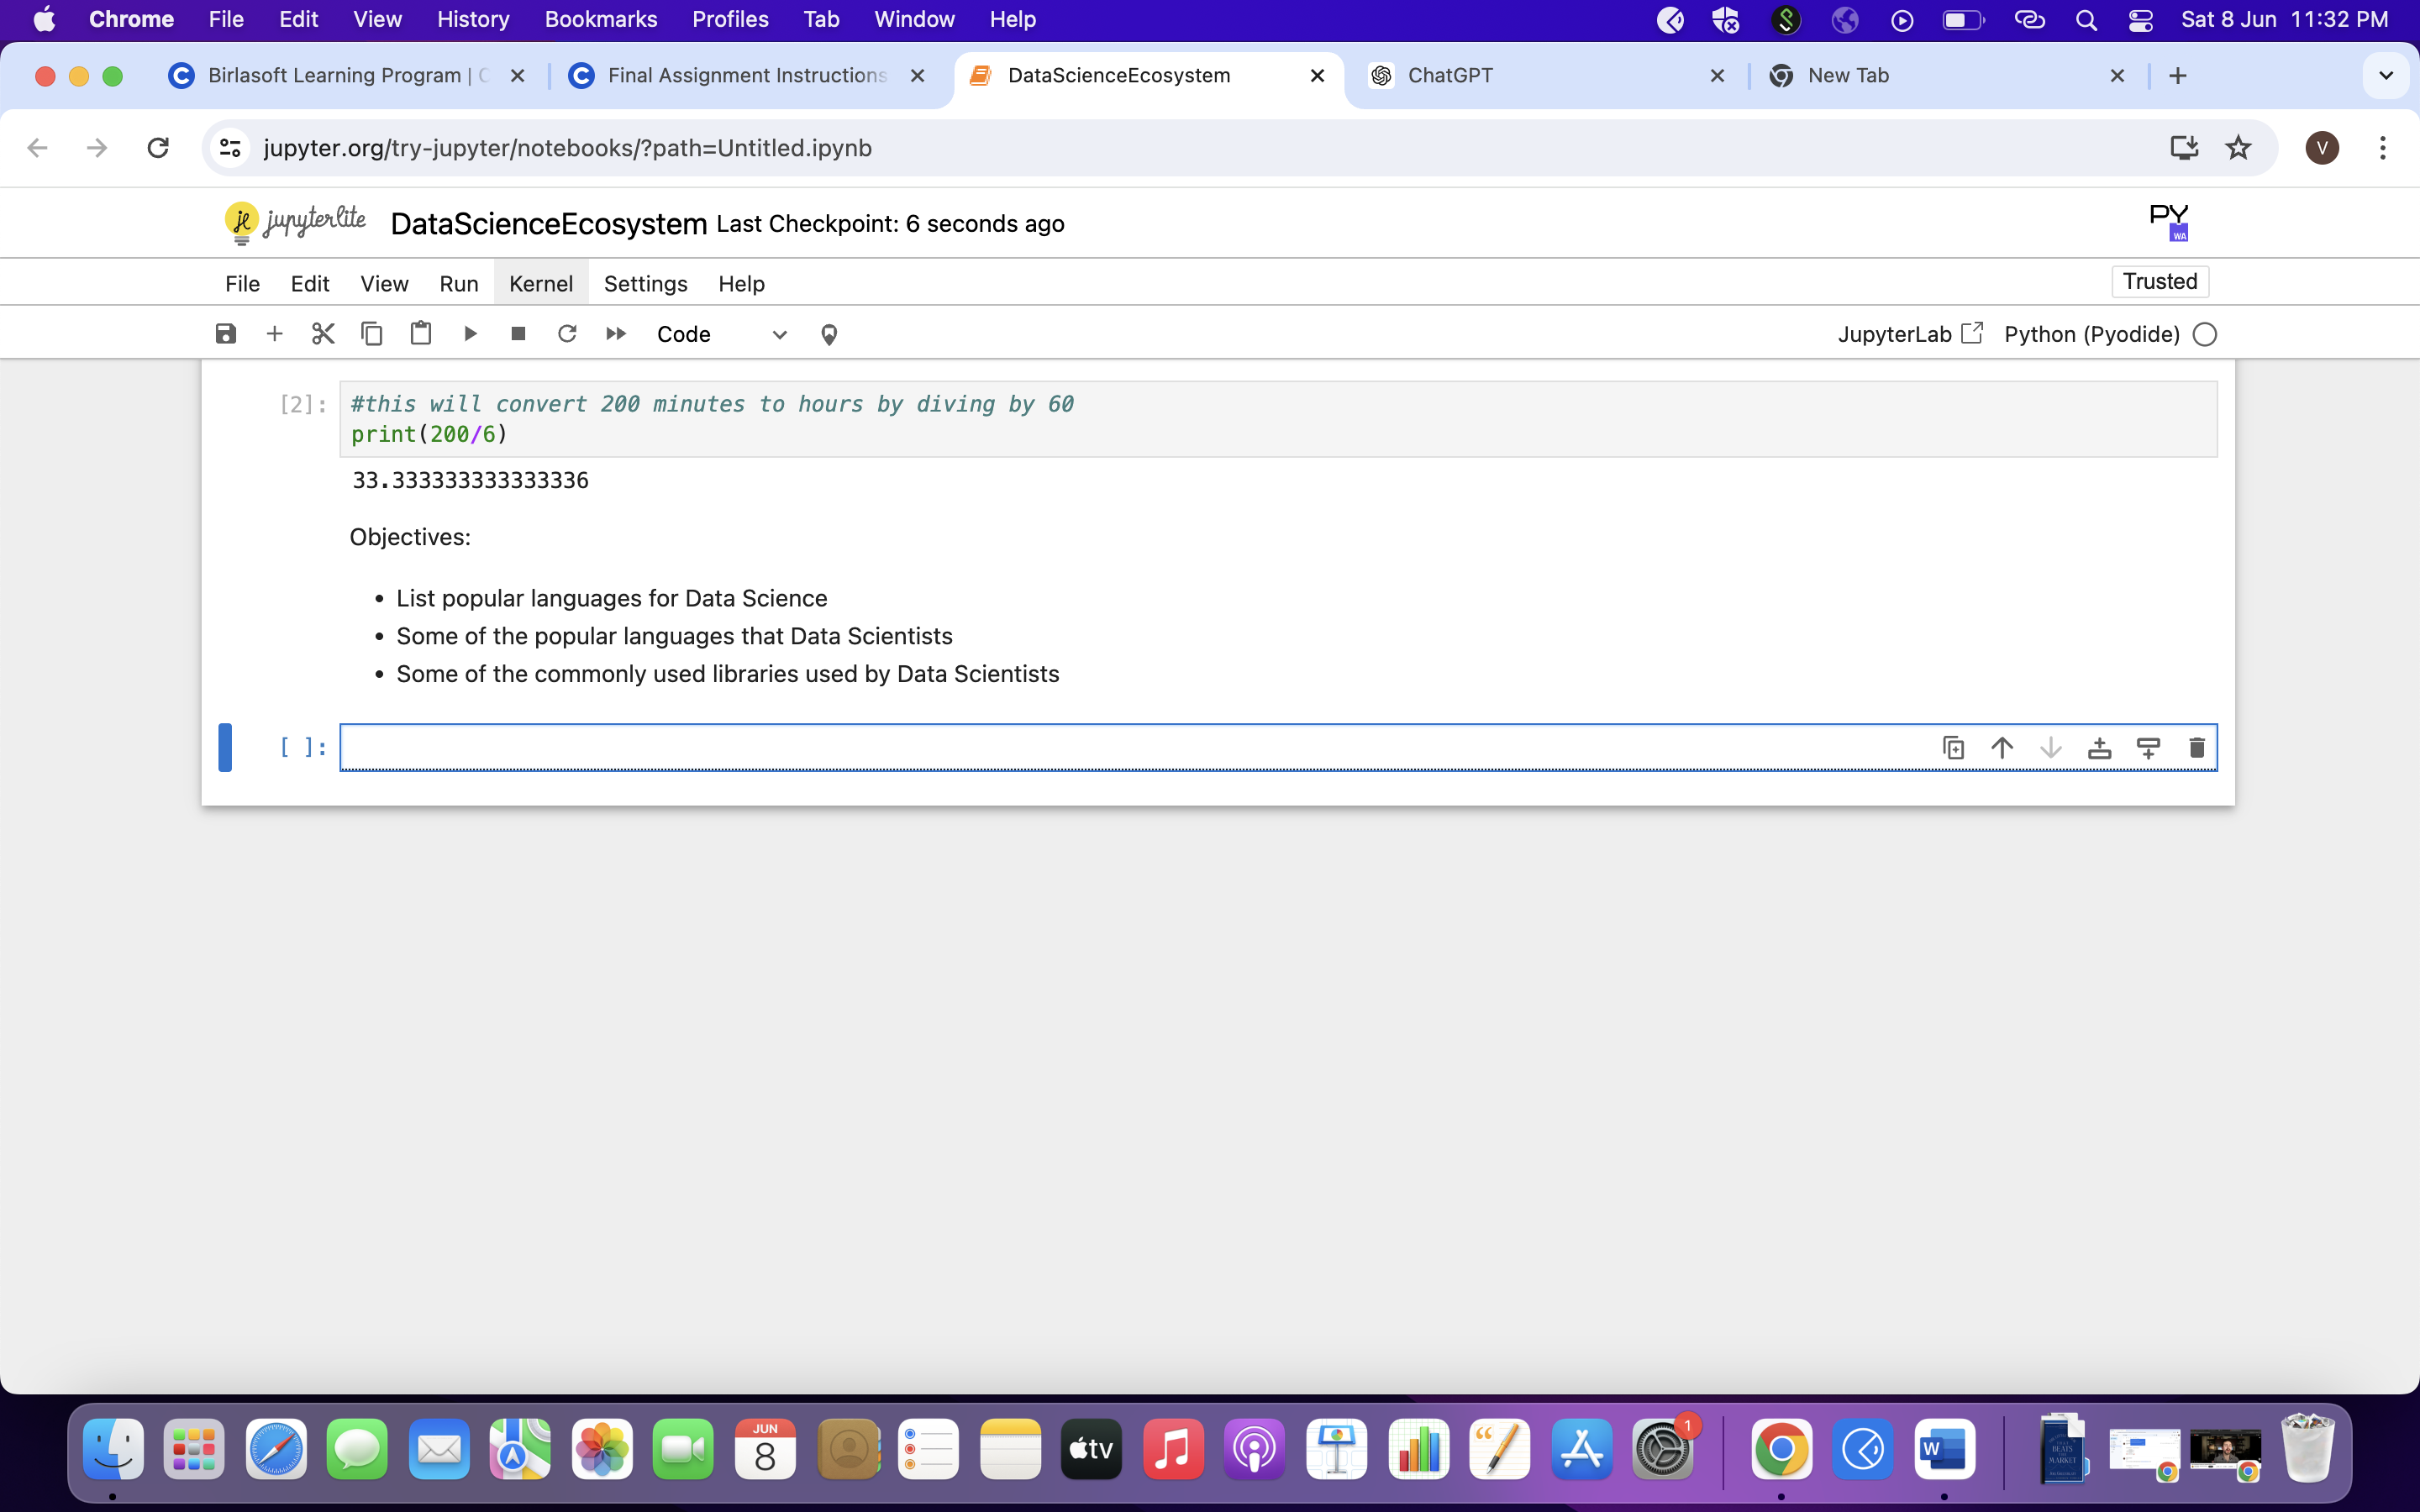 Chrome File Edit View History Bookmarks Profiles Tab Window Help Sat 8 Jun 11:32 PM
Birlasoft Learning Program | C Final Assignment Instructions DataScienceEcosystem ChatGPT New Tab
jupyter.org/try-jupyter/notebooks/?path=Untitled.ipynb V
jupyterlite DataScienceEcosystem Last Checkpoint: 6 seconds ago PY WA
File Edit View Run Kernel Settings Help Trusted
Code JupyterLab Python (Pyodide)
[2]: #this will convert 200 minutes to hours by diving by 60
print(200/6)
33.333333333333336
Objectives:
• List popular languages for Data Science
• Some of the popular languages that Data Scientists
• Some of the commonly used libraries used by Data Scientists
[ ]:
JUN
8
tv
1
W
BEATS
MARKET